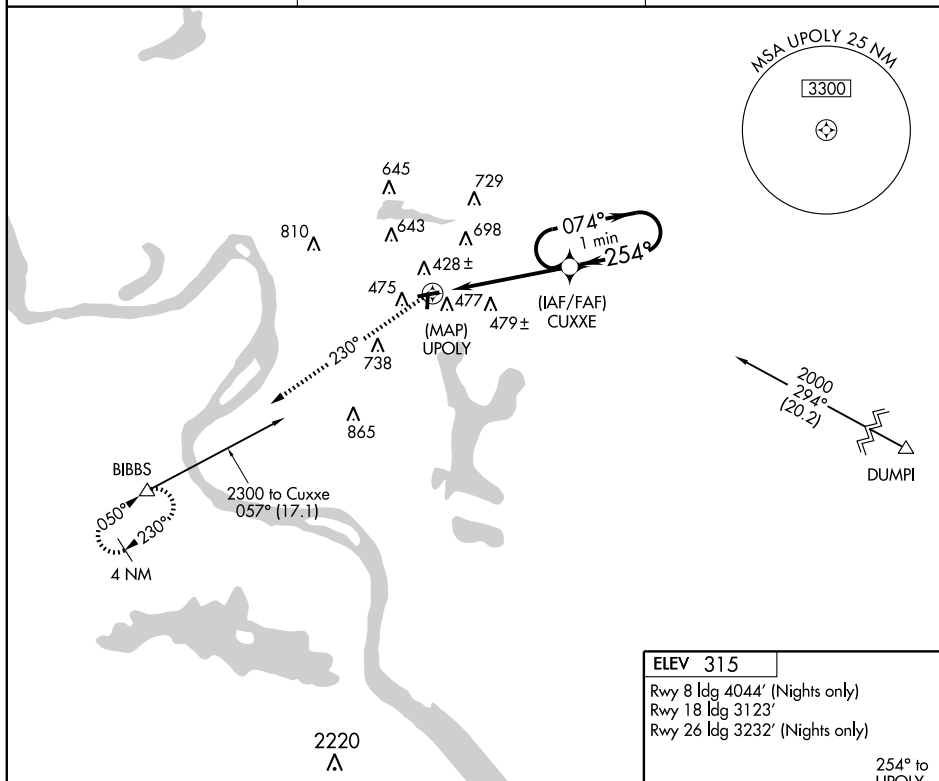 MSA UPOLY 25 NM
3300
645
729
810
643
698
074°
1 min
254°
428 ±
475
477
479 ±
(IAF/FAF)
CUXXE
(MAP)
UPOLY
230°
738
865
2000
294°
(20.2)
DUMPI
BIBBS
2300 to Cuxxe
057° (17.1)
050°
230°
4 NM
2220
ELEV 315
Rwy 8 ldg 4044' (Nights only)
Rwy 18 ldg 3123'
Rwy 26 ldg 3232' (Nights only)
254° to
UPOLY